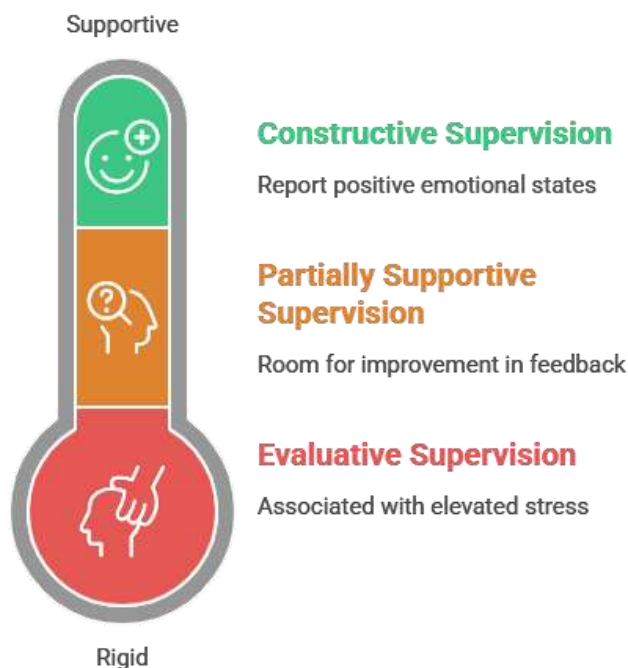 Supportive
Constructive Supervision
Report positive emotional states
Partially Supportive
Supervision
Room for improvement in feedback
Evaluative Supervision
Associated with elevated stress
Rigid